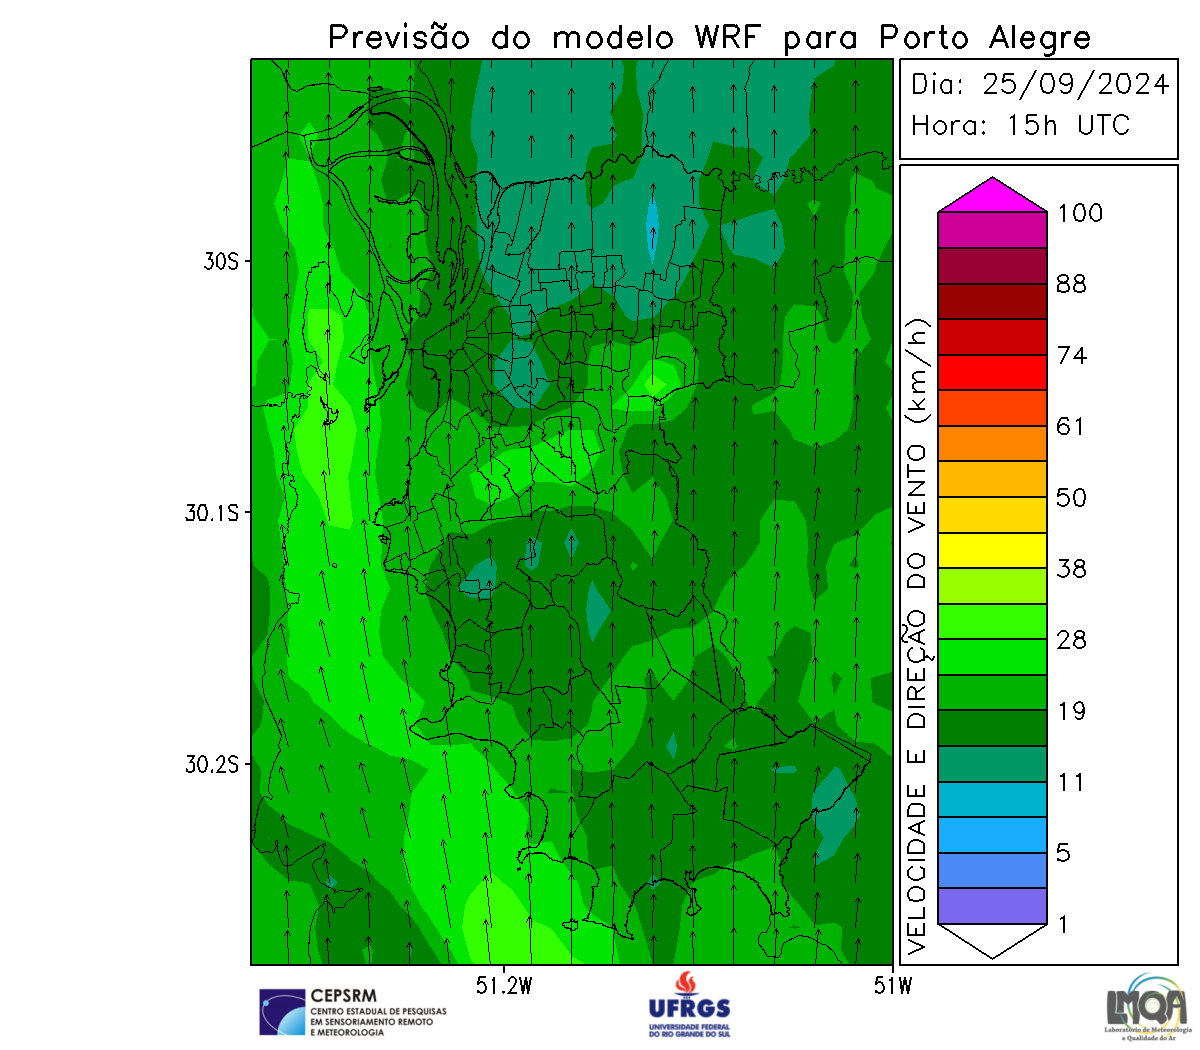 Previsão do modelo WRF para Porto Alegre
Dia: 25/09/2024
Hora: 15h UTC
100
88
74
61
50
38
28
19
11
5
1
VELOCIDADE E DIREÇÃO DO VENTO (km/h)
30S
30.1S
30.2S
51.2W
51W
CEPSRM
CENTRO ESTADUAL DE PESQUISAS
EM SENSORIAMENTO REMOTO
E METEOROLOGIA
UFRGS
UNIVERSIDADE FEDERAL
DO RIO GRANDE DO SUL
LMQA
Laboratório de Meteorologia
e Qualidade do Ar